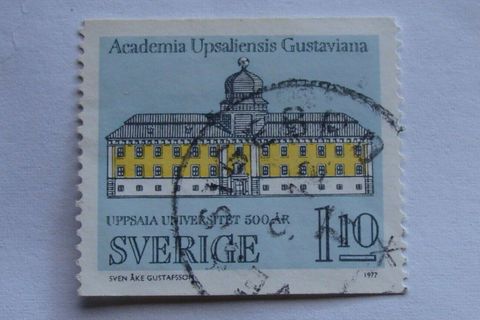 Academia Upsaliensis Gustaviana
UPPSALA UNIVERSITET 500 ÅR
SVERIGE 1.10
SVEN ÅKE GUSTAFSSON 1977